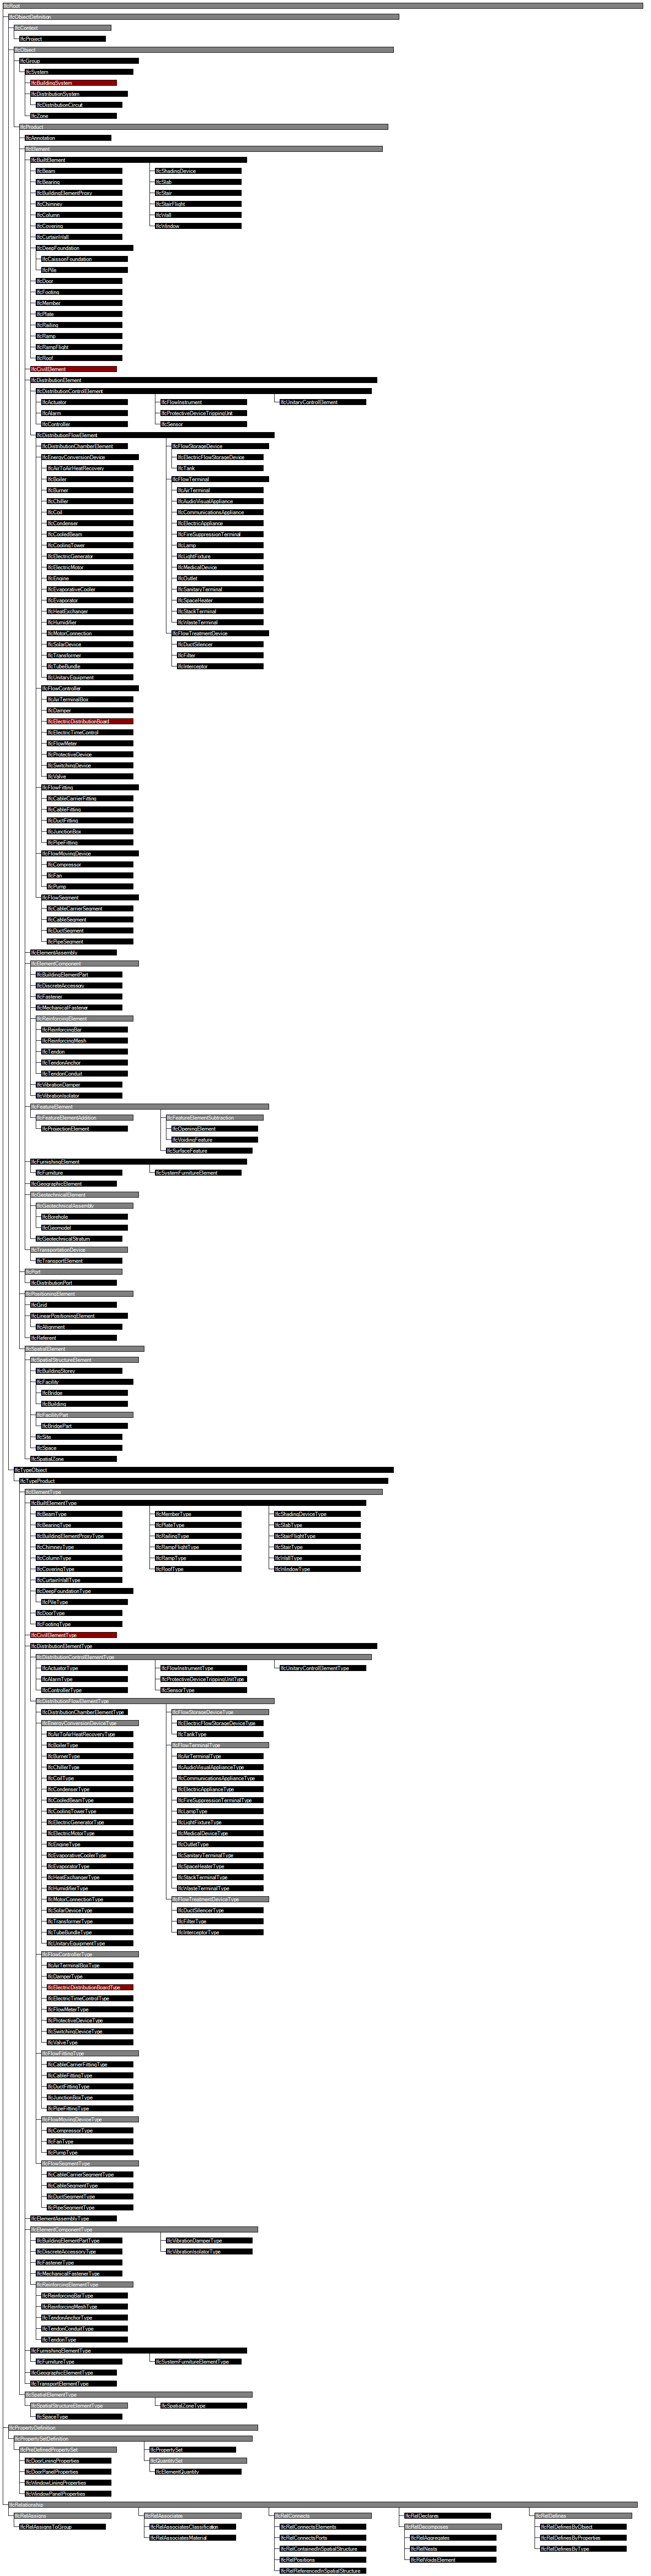 IfcRoot
IfcObjectDefinition
IfcContext
IfcProject
IfcObject
IfcGroup
IfcSystem
IfcBuildingSystem
IfcDistributionSystem
IfcDistributionCircuit
IfcZone
IfcProduct
IfcAnnotation
IfcElement
IfcBuiltElement
IfcBeam
IfcBearing
IfcBuildingElementProxy
IfcChimney
IfcColumn
IfcCovering
IfcCurtainWall
IfcDeepFoundation
IfcCaissonFoundation
IfcPile
IfcDoor
IfcFooting
IfcMember
IfcPlate
IfcRailing
IfcRamp
IfcRampFlight
IfcRoof
IfcShadingDevice
IfcSlab
IfcStair
IfcStairFlight
IfcWall
IfcWindow
IfcCivilElement
IfcDistributionElement
IfcDistributionControlElement
IfcActuator
IfcAlarm
IfcController
IfcFlowInstrument
IfcProtectiveDeviceTrippingUnit
IfcSensor
IfcUnitaryControlElement
IfcDistributionFlowElement
IfcDistributionChamberElement
IfcEnergyConversionDevice
IfcAirToAirHeatRecovery
IfcBoiler
IfcBurner
IfcChiller
IfcCoil
IfcCondenser
IfcCooledBeam
IfcCoolingTower
IfcElectricGenerator
IfcElectricMotor
IfcEngine
IfcEvaporativeCooler
IfcEvaporator
IfcHeatExchanger
IfcHumidifier
IfcMotorConnection
IfcSolarDevice
IfcTransformer
IfcTubeBundle
IfcUnitaryEquipment
IfcFlowController
IfcAirTerminalBox
IfcDamper
IfcElectricDistributionBoard
IfcElectricTimeControl
IfcFlowMeter
IfcProtectiveDevice
IfcSwitchingDevice
IfcValve
IfcFlowFitting
IfcCableCarrierFitting
IfcCableFitting
IfcDuctFitting
IfcJunctionBox
IfcPipeFitting
IfcFlowMovingDevice
IfcCompressor
IfcFan
IfcPump
IfcFlowSegment
IfcCableCarrierSegment
IfcCableSegment
IfcDuctSegment
IfcPipeSegment
IfcFlowStorageDevice
IfcElectricFlowStorageDevice
IfcTank
IfcFlowTerminal
IfcAirTerminal
IfcAudioVisualAppliance
IfcCommunicationsAppliance
IfcElectricAppliance
IfcFireSuppressionTerminal
IfcLamp
IfcLightFixture
IfcMedicalDevice
IfcOutlet
IfcSanitaryTerminal
IfcSpaceHeater
IfcStackTerminal
IfcWasteTerminal
IfcFlowTreatmentDevice
IfcDuctSilencer
IfcFilter
IfcInterceptor
IfcElementAssembly
IfcElementComponent
IfcBuildingElementPart
IfcDiscreteAccessory
IfcFastener
IfcMechanicalFastener
IfcReinforcingElement
IfcReinforcingBar
IfcReinforcingMesh
IfcTendon
IfcTendonAnchor
IfcTendonConduit
IfcVibrationDamper
IfcVibrationIsolator
IfcFeatureElement
IfcFeatureElementAddition
IfcProjectionElement
IfcFeatureElementSubtraction
IfcOpeningElement
IfcVoidingFeature
IfcSurfaceFeature
IfcFurnishingElement
IfcFurniture
IfcSystemFurnitureElement
IfcGeographicElement
IfcGeotechnicalElement
IfcGeotechnicalAssembly
IfcBorehole
IfcGeomodel
IfcGeotechnicalStratum
IfcTransportationDevice
IfcTransportElement
IfcPort
IfcDistributionPort
IfcPositioningElement
IfcGrid
IfcLinearPositioningElement
IfcAlignment
IfcReferent
IfcSpatialElement
IfcSpatialStructureElement
IfcBuildingStorey
IfcFacility
IfcBridge
IfcBuilding
IfcFacilityPart
IfcBridgePart
IfcSite
IfcSpace
IfcSpatialZone
IfcTypeObject
IfcTypeProduct
IfcElementType
IfcBuiltElementType
IfcBeamType
IfcBearingType
IfcBuildingElementProxyType
IfcChimneyType
IfcColumnType
IfcCoveringType
IfcCurtainWallType
IfcDeepFoundationType
IfcPileType
IfcDoorType
IfcFootingType
IfcMemberType
IfcPlateType
IfcRailingType
IfcRampFlightType
IfcRampType
IfcRoofType
IfcShadingDeviceType
IfcSlabType
IfcStairFlightType
IfcStairType
IfcWallType
IfcWindowType
IfcCivilElementType
IfcDistributionElementType
IfcDistributionControlElementType
IfcActuatorType
IfcAlarmType
IfcControllerType
IfcFlowInstrumentType
IfcProtectiveDeviceTrippingUnitType
IfcSensorType
IfcUnitaryControlElementType
IfcDistributionFlowElementType
IfcDistributionChamberElementType
IfcEnergyConversionDeviceType
IfcAirToAirHeatRecoveryType
IfcBoilerType
IfcBurnerType
IfcChillerType
IfcCoilType
IfcCondenserType
IfcCooledBeamType
IfcCoolingTowerType
IfcElectricGeneratorType
IfcElectricMotorType
IfcEngineType
IfcEvaporativeCoolerType
IfcEvaporatorType
IfcHeatExchangerType
IfcHumidifierType
IfcMotorConnectionType
IfcSolarDeviceType
IfcTransformerType
IfcTubeBundleType
IfcUnitaryEquipmentType
IfcFlowControllerType
IfcAirTerminalBoxType
IfcDamperType
IfcElectricDistributionBoardType
IfcElectricTimeControlType
IfcFlowMeterType
IfcProtectiveDeviceType
IfcSwitchingDeviceType
IfcValveType
IfcFlowFittingType
IfcCableCarrierFittingType
IfcCableFittingType
IfcDuctFittingType
IfcJunctionBoxType
IfcPipeFittingType
IfcFlowMovingDeviceType
IfcCompressorType
IfcFanType
IfcPumpType
IfcFlowSegmentType
IfcCableCarrierSegmentType
IfcCableSegmentType
IfcDuctSegmentType
IfcPipeSegmentType
IfcFlowStorageDeviceType
IfcElectricFlowStorageDeviceType
IfcTankType
IfcFlowTerminalType
IfcAirTerminalType
IfcAudioVisualApplianceType
IfcCommunicationsApplianceType
IfcElectricApplianceType
IfcFireSuppressionTerminalType
IfcLampType
IfcLightFixtureType
IfcMedicalDeviceType
IfcOutletType
IfcSanitaryTerminalType
IfcSpaceHeaterType
IfcStackTerminalType
IfcWasteTerminalType
IfcFlowTreatmentDeviceType
IfcDuctSilencerType
IfcFilterType
IfcInterceptorType
IfcElementAssemblyType
IfcElementComponentType
IfcBuildingElementPartType
IfcDiscreteAccessoryType
IfcFastenerType
IfcMechanicalFastenerType
IfcReinforcingElementType
IfcReinforcingBarType
IfcReinforcingMeshType
IfcTendonAnchorType
IfcTendonConduitType
IfcTendonType
IfcVibrationDamperType
IfcVibrationIsolatorType
IfcFurnishingElementType
IfcFurnitureType
IfcSystemFurnitureElementType
IfcGeographicElementType
IfcTransportElementType
IfcSpatialElementType
IfcSpatialStructureElementType
IfcSpaceType
IfcSpatialZoneType
IfcPropertyDefinition
IfcPropertySetDefinition
IfcPreDefinedPropertySet
IfcDoorLiningProperties
IfcDoorPanelProperties
IfcWindowLiningProperties
IfcWindowPanelProperties
IfcPropertySet
IfcQuantitySet
IfcElementQuantity
IfcRelationship
IfcRelAssigns
IfcRelAssignsToGroup
IfcRelAssociates
IfcRelAssociatesClassification
IfcRelAssociatesMaterial
IfcRelConnects
IfcRelConnectsElements
IfcRelConnectsPorts
IfcRelContainedInSpatialStructure
IfcRelPositions
IfcRelReferencedInSpatialStructure
IfcRelDeclares
IfcRelDecomposes
IfcRelAggregates
IfcRelNests
IfcRelVoidsElement
IfcRelDefines
IfcRelDefinesByObject
IfcRelDefinesByProperties
IfcRelDefinesByType